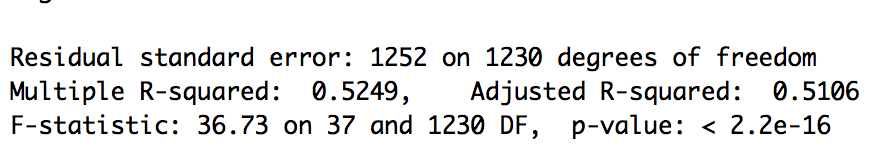 Residual standard error: 1252 on 1230 degrees of freedom
Multiple R-squared:  0.5249,    Adjusted R-squared:  0.5106
F-statistic: 36.73 on 37 and 1230 DF,  p-value: < 2.2e-16